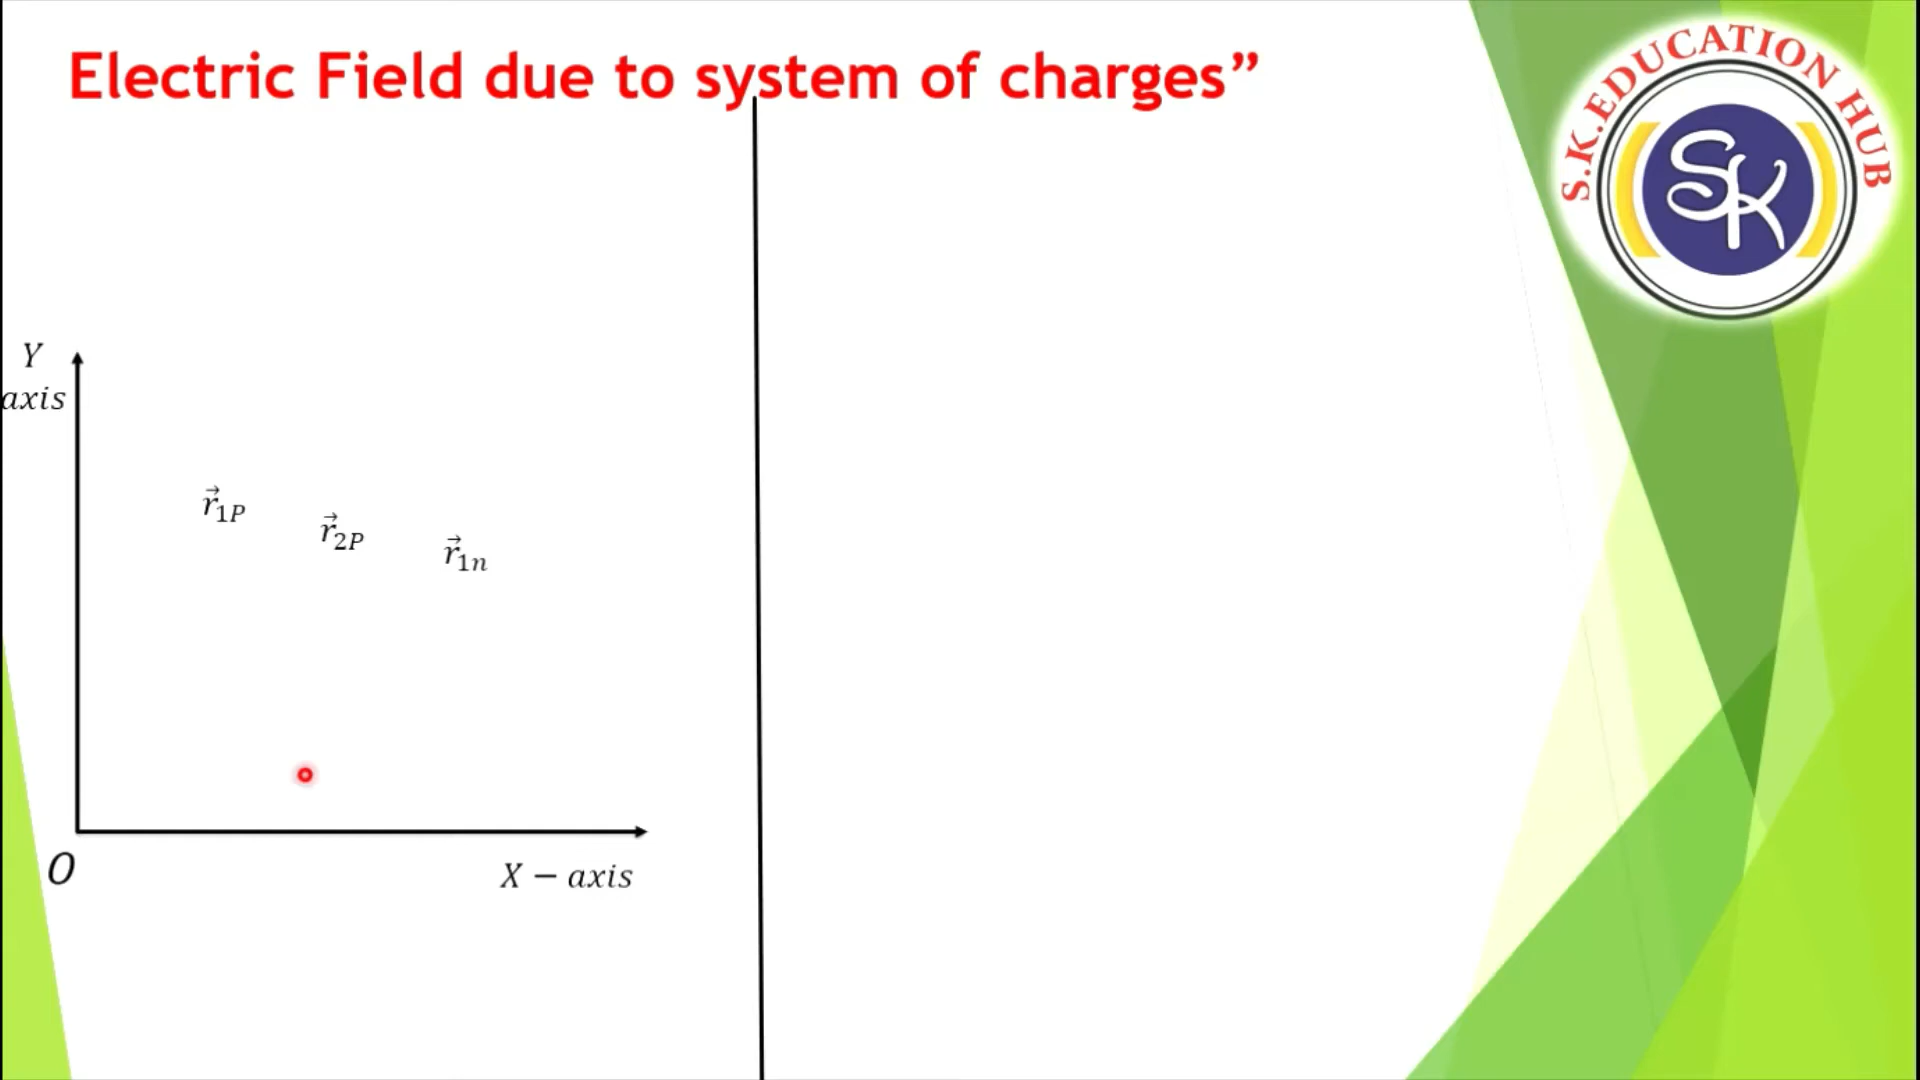 Electric Field due to system of charges”
S.K.EDUCATION HUB
SK
Y
axis
r⃗₁P
r⃗₂P
r⃗₁n
O
X − axis